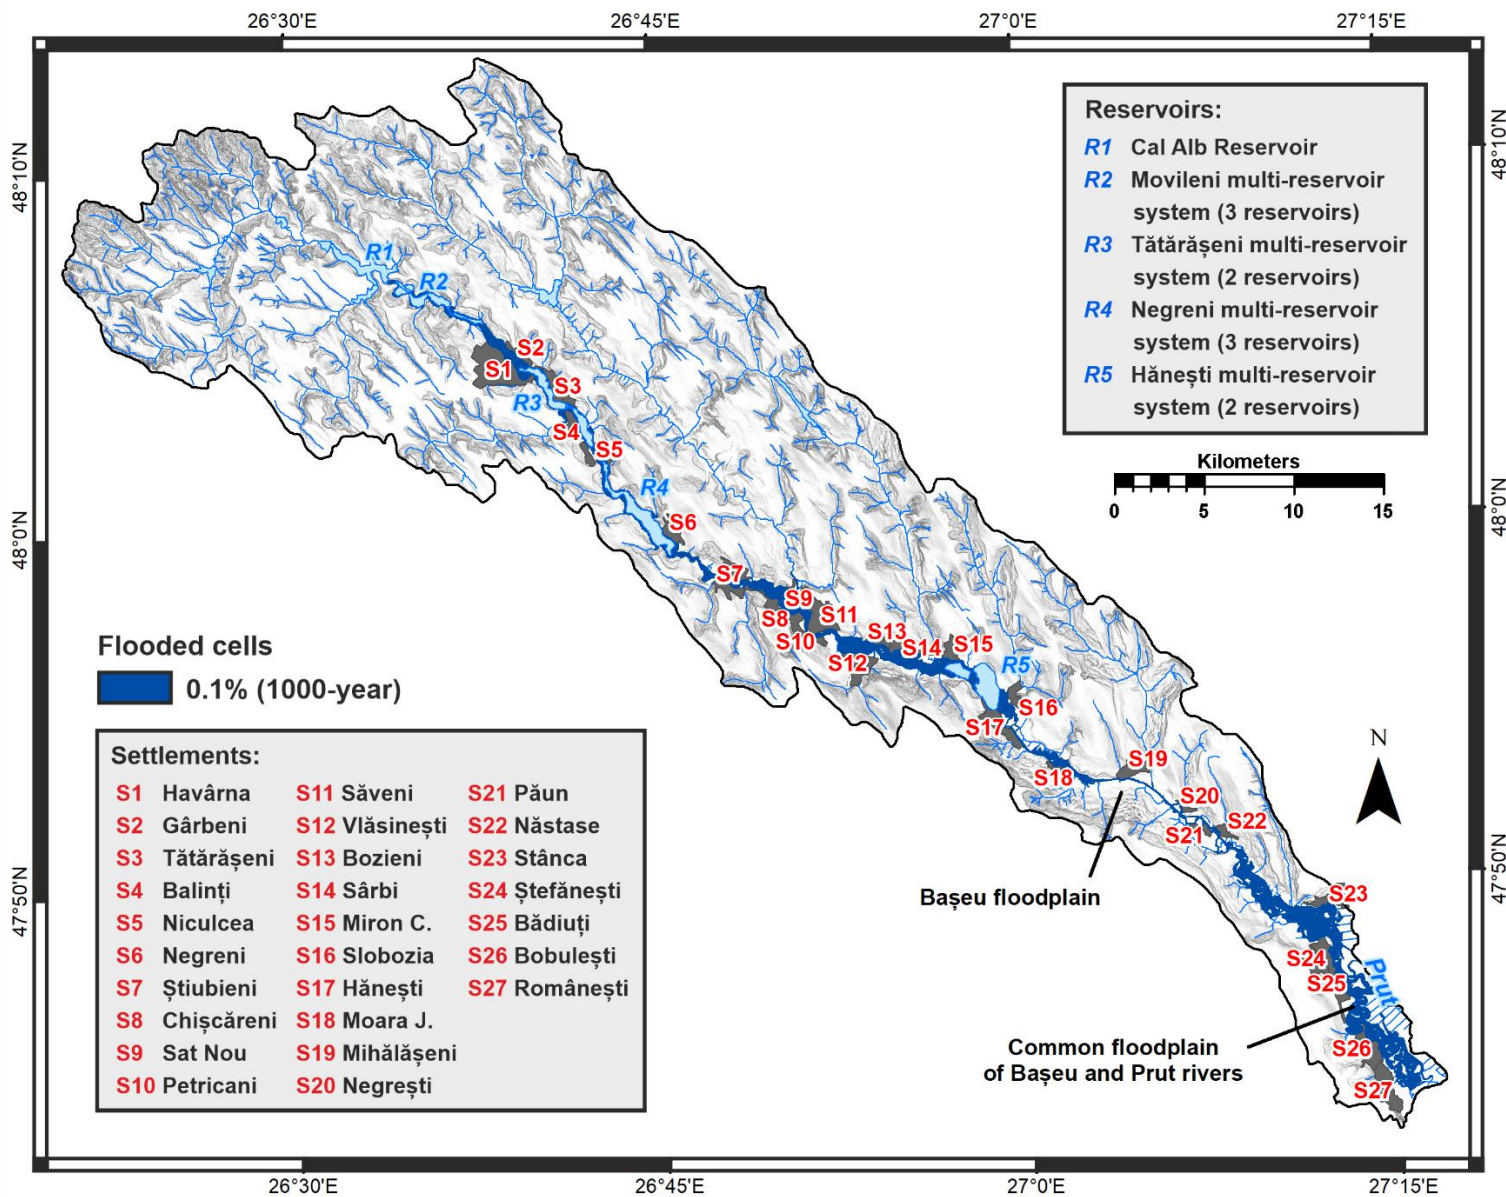 26°30'E 26°45'E 27°0'E 27°15'E
48°10'N
48°10'N
Reservoirs:
R1 Cal Alb Reservoir
R2 Movileni multi-reservoir
system (3 reservoirs)
R3 Tătărășeni multi-reservoir
system (2 reservoirs)
R4 Negreni multi-reservoir
system (3 reservoirs)
R5 Hănești multi-reservoir
system (2 reservoirs)
Kilometers
0 5 10 15
R1
R2
S2
S1
S3
R3
S4
S5
R4
S6
48°0'N
48°0'N
S7
S9
S8
S11
S10
S13
S14
S15
S12
R5
S16
S17
S18
S19
S20
S21
S22
N
Flooded cells
0.1% (1000-year)
Settlements:
S1 Havârna S11 Săveni S21 Păun
S2 Gârbeni S12 Vlăsinești S22 Năstase
S3 Tătărășeni S13 Bozieni S23 Stânca
S4 Balinți S14 Sârbi S24 Ștefănești
S5 Niculcea S15 Miron C. S25 Bădiuți
S6 Negreni S16 Slobozia S26 Bobulești
S7 Știubieni S17 Hănești S27 Românești
S8 Chișcăreni S18 Moara J.
S9 Sat Nou S19 Mihălășeni
S10 Petricani S20 Negrești
47°50'N
47°50'N
Bașeu floodplain
S23
S24
S25
Prut
Common floodplain
of Bașeu and Prut rivers
S26
S27
26°30'E 26°45'E 27°0'E 27°15'E